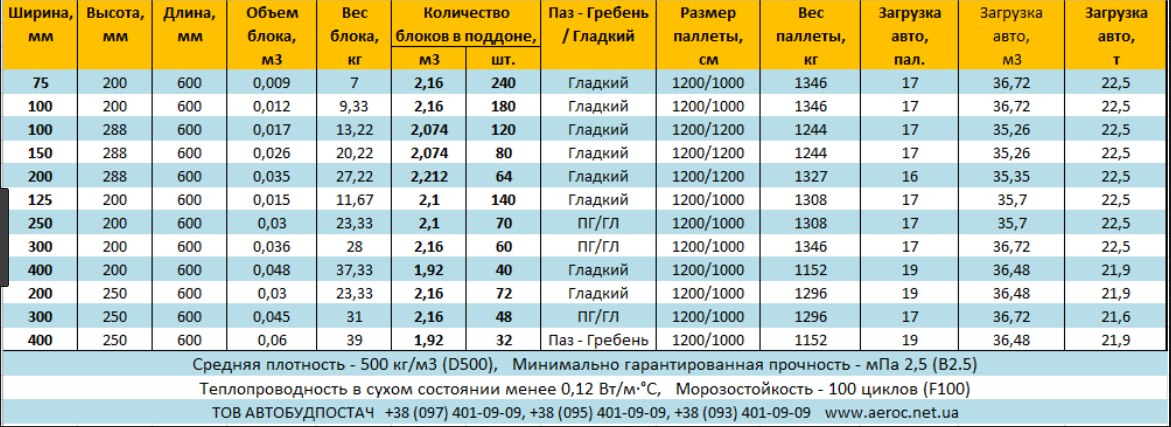 Ширина, Высота, Длина, Объем Вес Количество Паз - Гребень Размер Вес Загрузка Загрузка Загрузка
мм мм мм блока, блока, блоков в поддоне, / Гладкий паллеты, паллеты, авто, авто, авто,
м3 кг м3 шт. см кг пал. м3 т
75 200 600 0,009 7 2,16 240 Гладкий 1200/1000 1346 17 36,72 22,5
100 200 600 0,012 9,33 2,16 180 Гладкий 1200/1000 1346 17 36,72 22,5
100 288 600 0,017 13,22 2,074 120 Гладкий 1200/1200 1244 17 35,26 22,5
150 288 600 0,026 20,22 2,074 80 Гладкий 1200/1200 1244 17 35,26 22,5
200 288 600 0,035 27,22 2,212 64 Гладкий 1200/1200 1327 16 35,35 22,5
125 200 600 0,015 11,67 2,1 140 Гладкий 1200/1000 1308 17 35,7 22,5
250 200 600 0,03 23,33 2,1 70 ПГ/ГЛ 1200/1000 1308 17 35,7 22,5
300 200 600 0,036 28 2,16 60 ПГ/ГЛ 1200/1000 1346 17 36,72 22,5
400 200 600 0,048 37,33 1,92 40 Гладкий 1200/1000 1152 19 36,48 21,9
200 250 600 0,03 23,33 2,16 72 Гладкий 1200/1000 1296 19 36,48 21,9
300 250 600 0,045 31 2,16 48 ПГ/ГЛ 1200/1000 1296 17 36,72 21,6
400 250 600 0,06 39 1,92 32 Паз - Гребень 1200/1000 1152 19 36,48 21,9
Средняя плотность - 500 кг/м3 (D500), Минимально гарантированная прочность - мПа 2,5 (В2.5)
Теплопроводность в сухом состоянии менее 0,12 Вт/м·°С, Морозостойкость - 100 циклов (F100)
ТОВ АВТОБУДПОСТАЧ +38 (097) 401-09-09, +38 (095) 401-09-09, +38 (093) 401-09-09 www.aeroc.net.ua